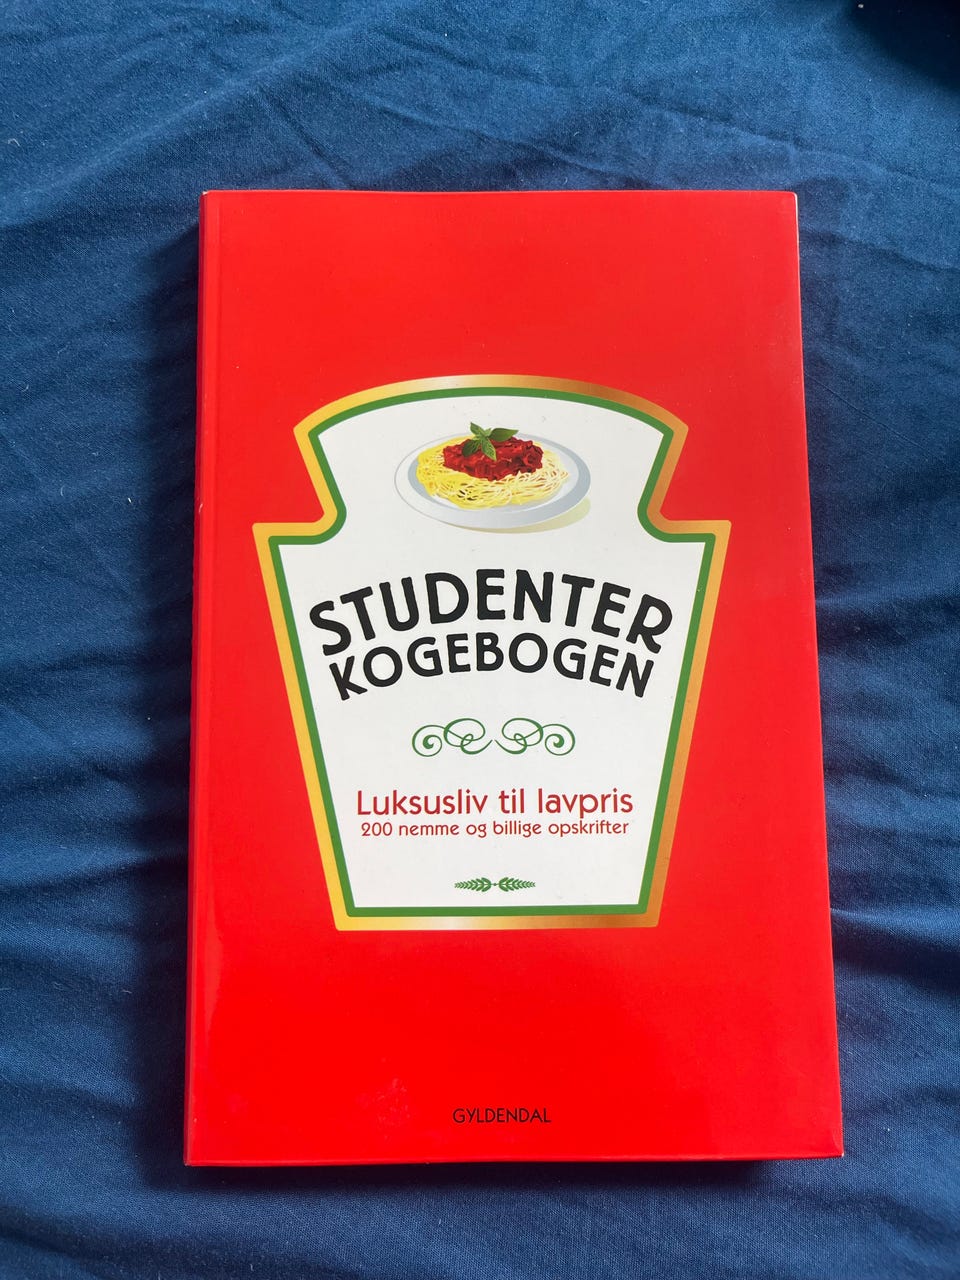 STUDENTER
KOGEBOGEN
Luksusliv til lavpris
200 nemme og billige opskrifter
GYLDENDAL